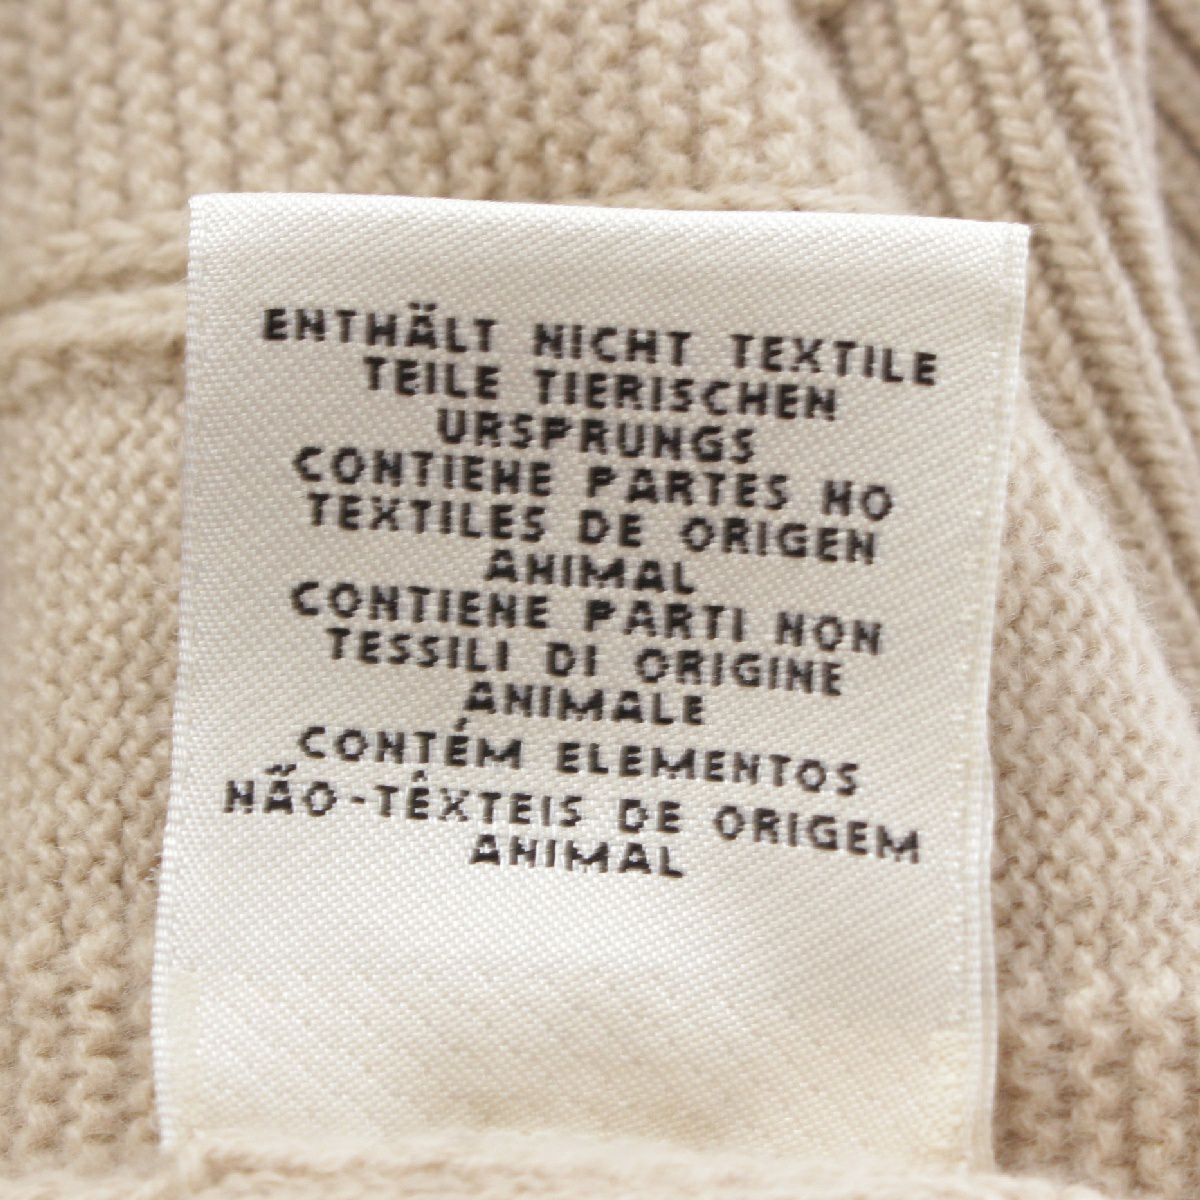 ENTHÄLT NICHT TEXTILE
TEILE TIERISCHEN
URSPRUNGS
CONTIENE PARTES NO
TEXTILES DE ORIGEN
ANIMAL
CONTIENE PARTI NON
TESSILI DI ORIGINE
ANIMALE
CONTÉM ELEMENTOS
NÃO-TÊXTEIS DE ORIGEM
ANIMAL